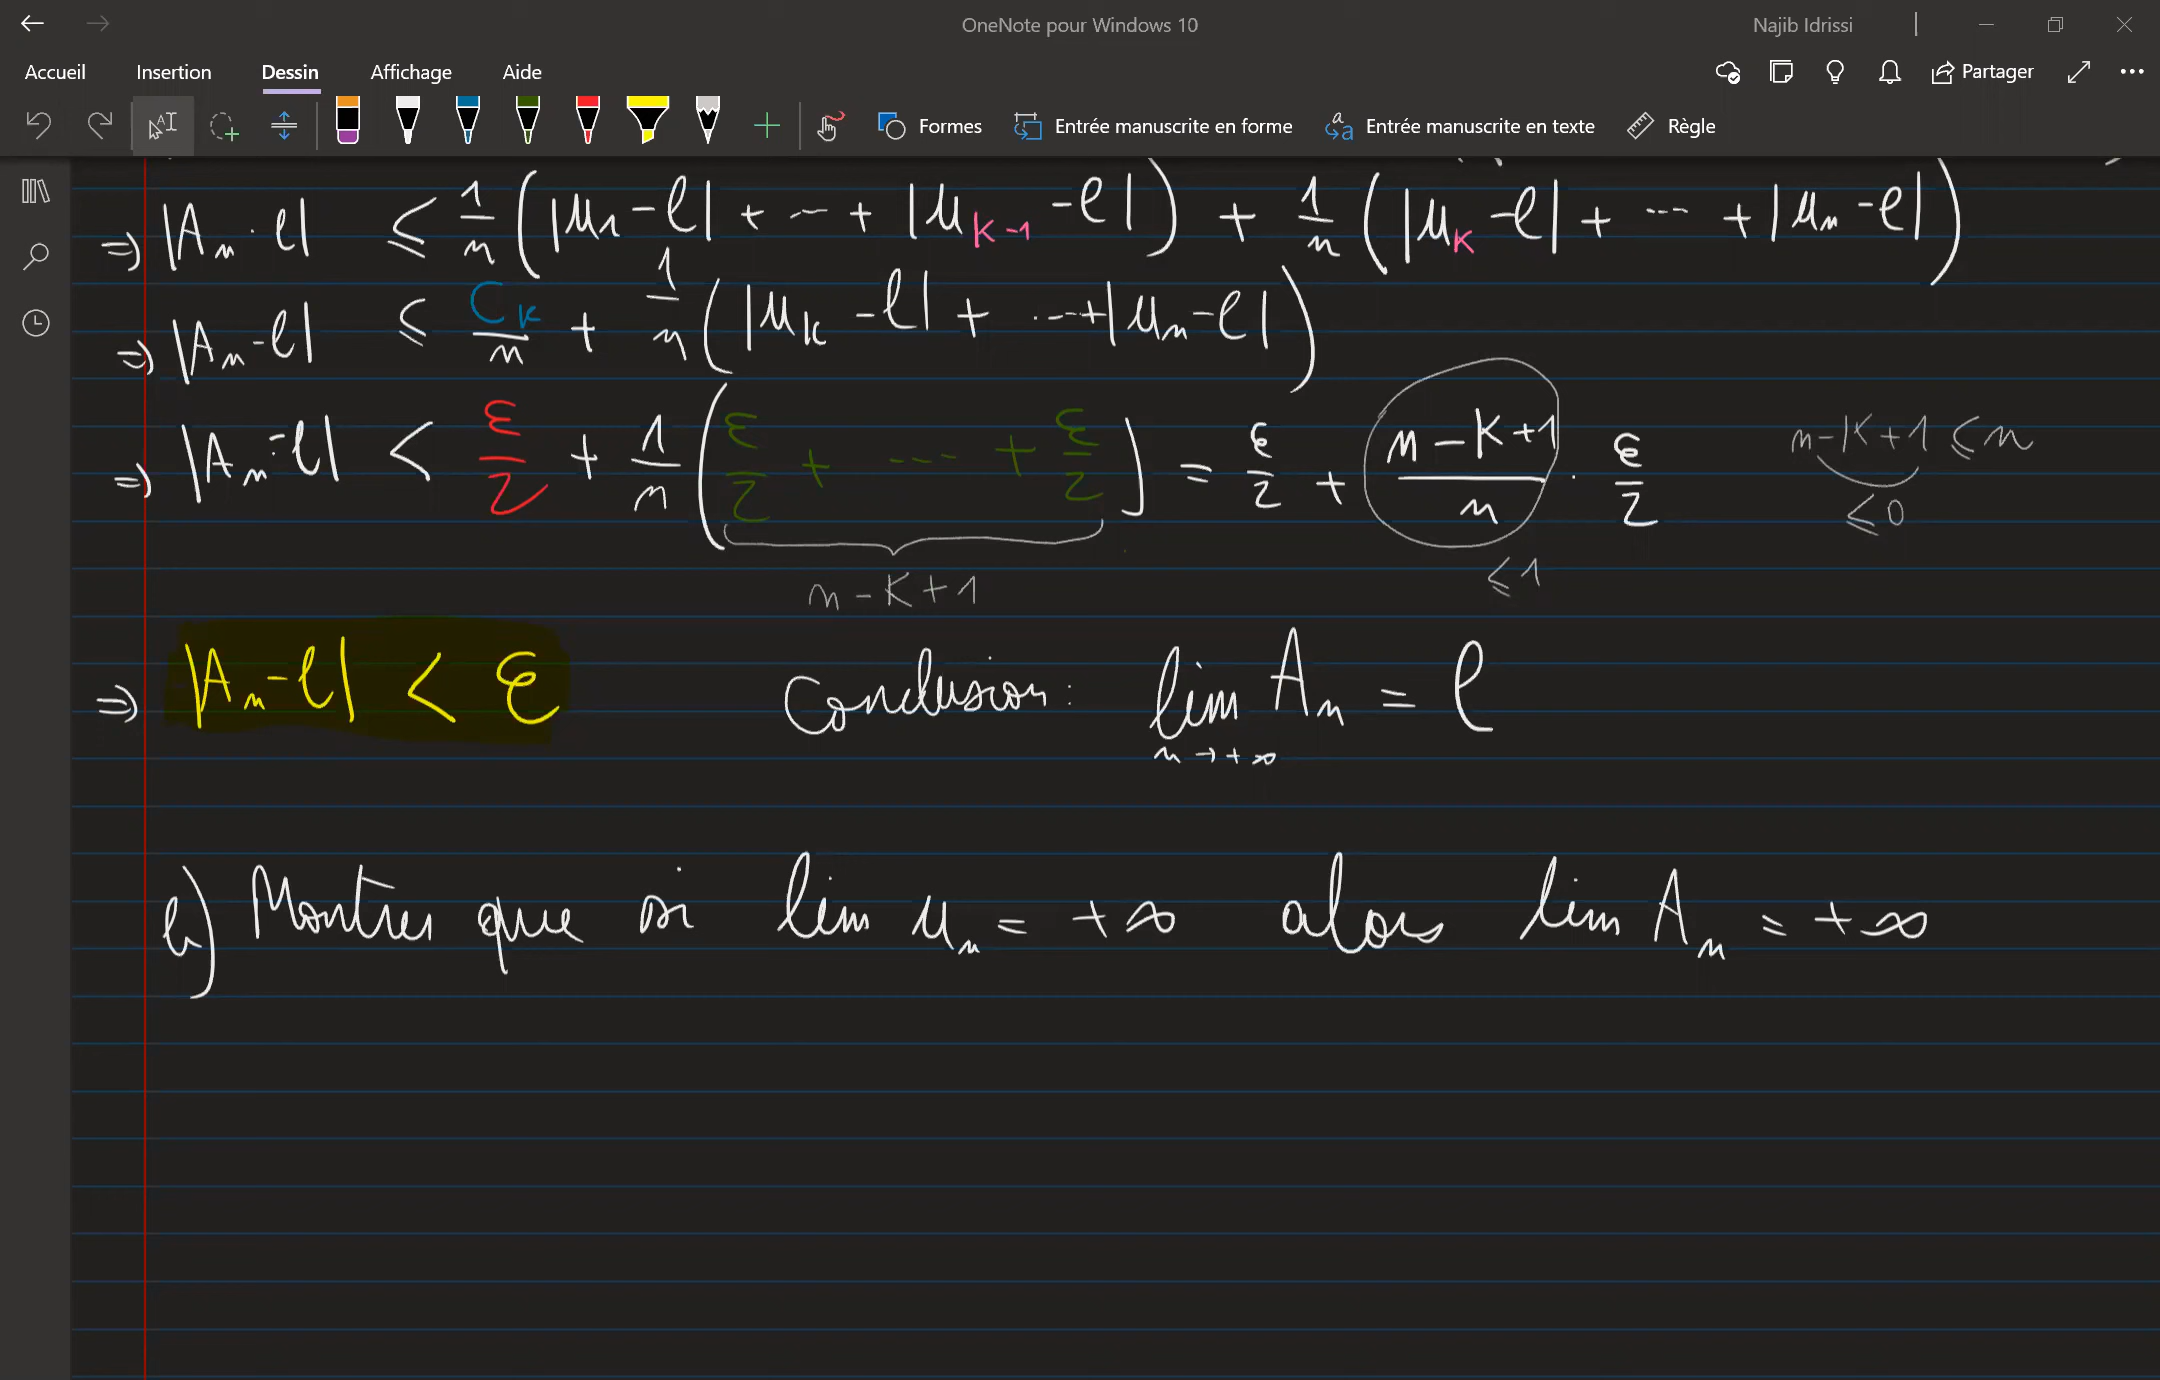 OneNote pour Windows 10 Najib Idrissi
Accueil Insertion Dessin Affichage Aide Partager
Formes Entrée manuscrite en forme Entrée manuscrite en texte Règle
⇒ |Aₙ - ℓ| ≤ 1/n (|u₁ - ℓ| + ... + |u_{K-1} - ℓ|) + 1/n (|u_K - ℓ| + ... + |uₙ - ℓ|)
⇒ |Aₙ - ℓ| ≤ C_K/n + 1/n (|u_K - ℓ| + ... + |uₙ - ℓ|)
⇒ |Aₙ - ℓ| < ε/2 + 1/n (ε/2 + ... + ε/2) = ε/2 + (n-K+1)/n · ε/2 n-K+1 ≤ n
≤ 0
n-K+1 ≤ 1
⇒ |Aₙ - ℓ| < ε Conclusion: lim Aₙ = ℓ
n → +∞
b) Montrer que si lim uₙ = +∞ alors lim Aₙ = +∞